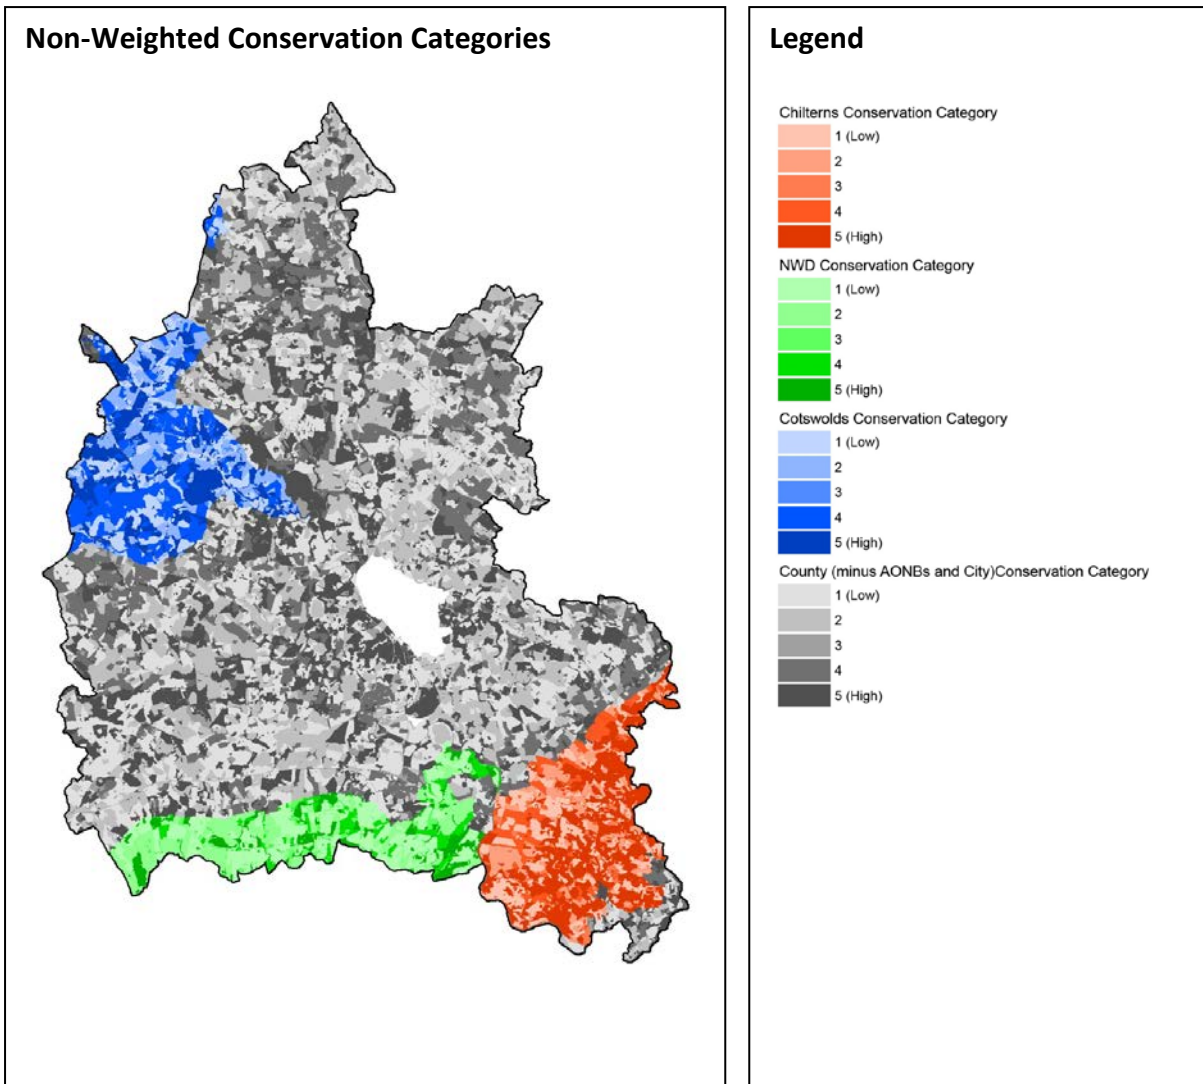 Non-Weighted Conservation Categories
Legend
Chilterns Conservation Category
1 (Low)
2
3
4
5 (High)
NWD Conservation Category
1 (Low)
2
3
4
5 (High)
Cotswolds Conservation Category
1 (Low)
2
3
4
5 (High)
County (minus AONBs and City)Conservation Category
1 (Low)
2
3
4
5 (High)